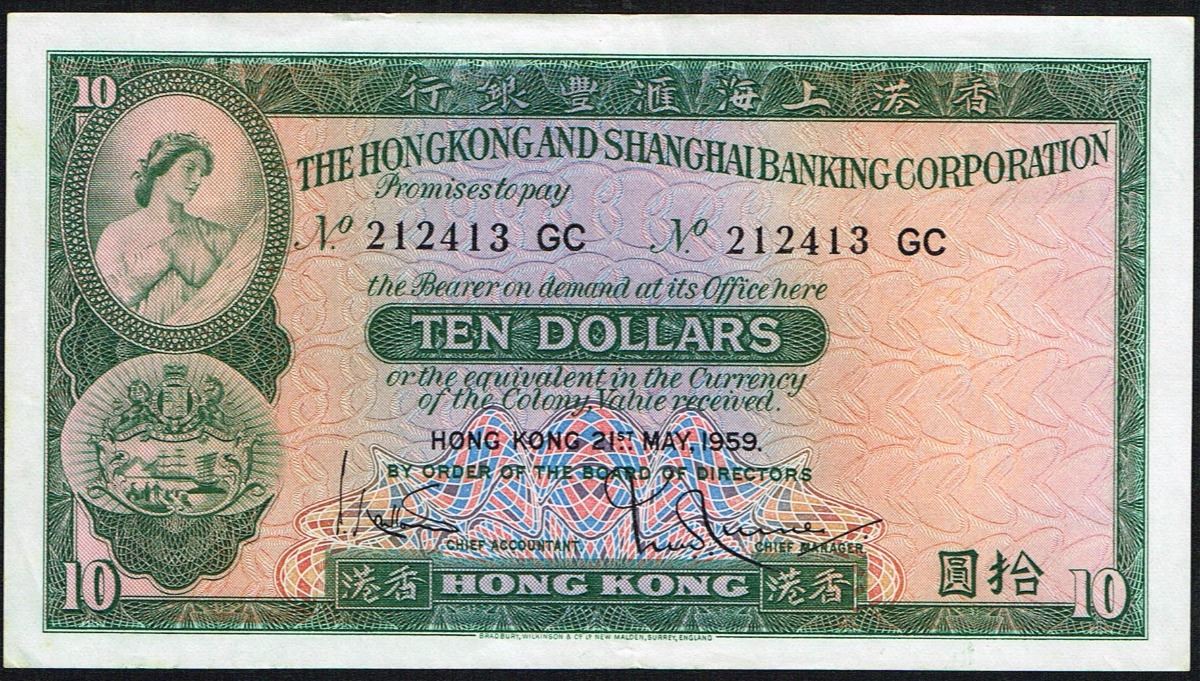 10
行銀豐滙海上港香
THE HONGKONG AND SHANGHAI BANKING CORPORATION
Promises to pay
No 212413 GC No 212413 GC
the Bearer on demand at its Office here
TEN DOLLARS
or the equivalent in the Currency
of the Colony Value received.
HONG KONG 21ST MAY, 1959.
BY ORDER OF THE BOARD OF DIRECTORS
CHIEF ACCOUNTANT. CHIEF MANAGER.
10 港香 HONG KONG 港香 圓拾 10
BRADBURY, WILKINSON & Co Ld NEW MALDEN, SURREY, ENGLAND